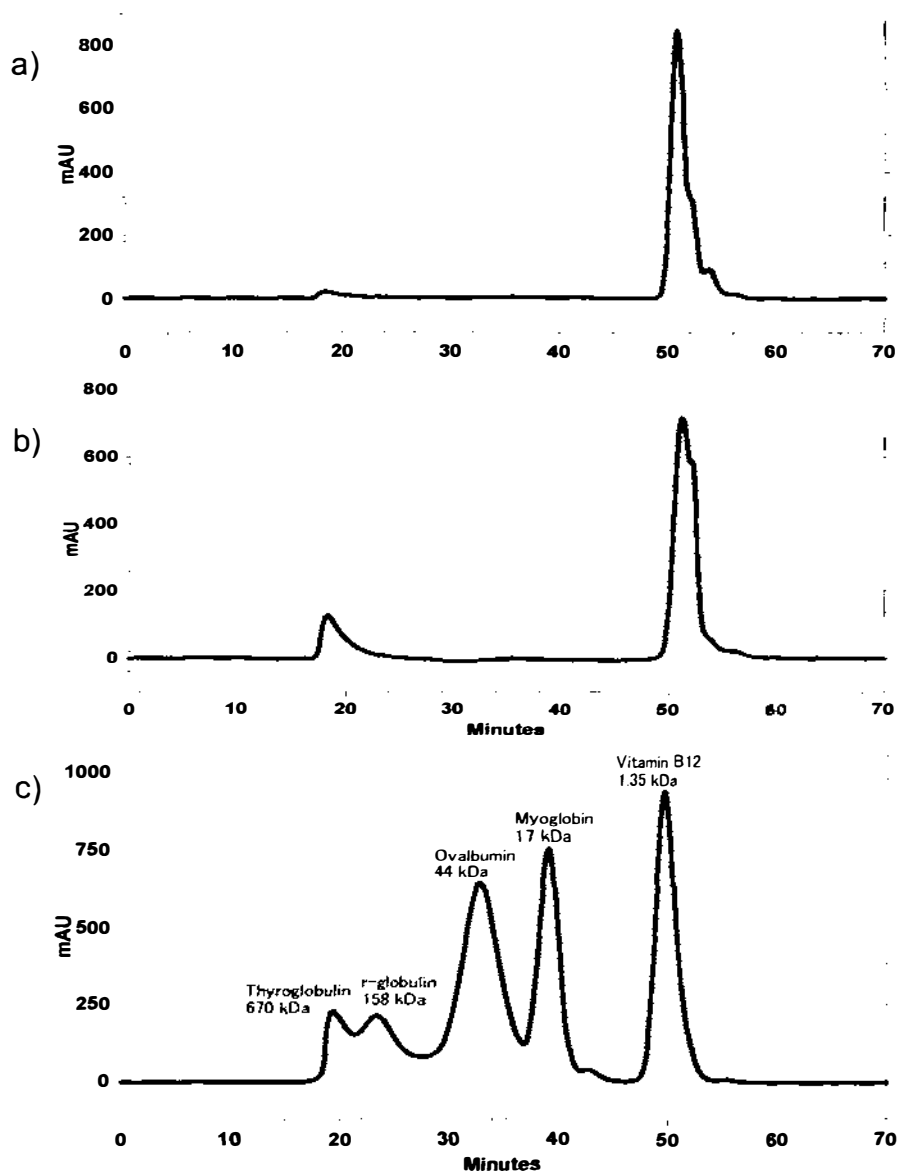 a)
800
600
400
200
0
mAU
0 10 20 30 40 50 60 70
b)
800
600
400
200
0
mAU
0 10 20 30 40 50 60 70
Minutes
c)
1000
750
500
250
0
mAU
Thyroglobulin
670 kDa
r-globulin
158 kDa
Ovalbumin
44 kDa
Myoglobin
17 kDa
Vitamin B12
1.35 kDa
0 10 20 30 40 50 60 70
Minutes